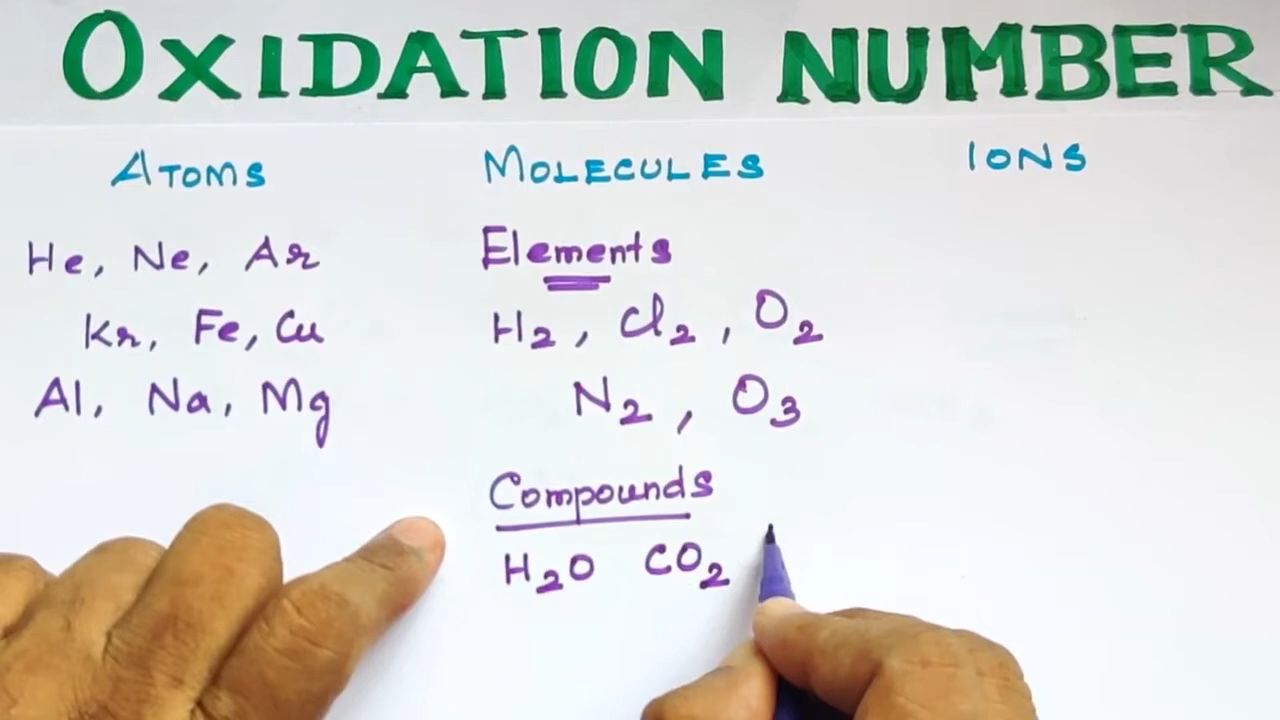 OXIDATION NUMBER
ATOMS
He, Ne, Ar
Kr, Fe, Cu
Al, Na, Mg
MOLECULES
Elements
H₂, Cl₂, O₂
N₂, O₃
Compounds
H₂O CO₂
IONS